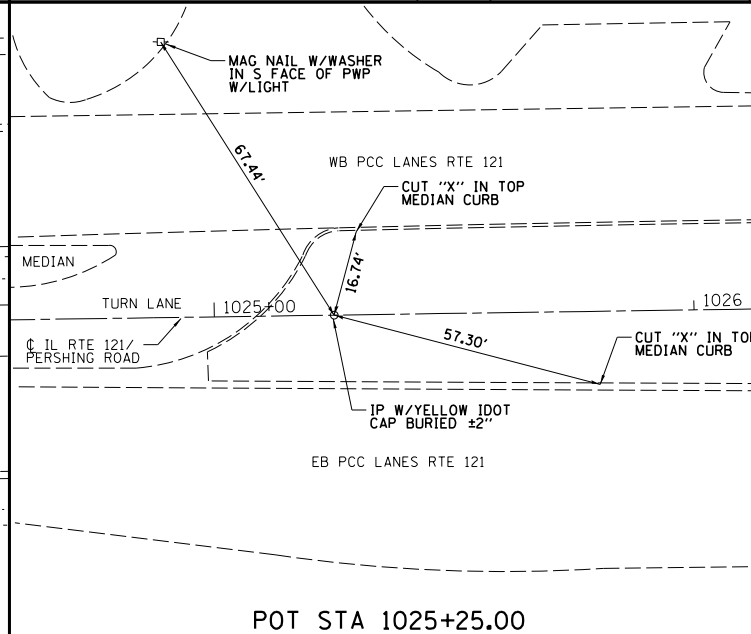 MAG NAIL W/WASHER
IN S FACE OF PWP
W/LIGHT
67.44'
WB PCC LANES RTE 121
CUT "X" IN TOP
MEDIAN CURB
MEDIAN
16.74'
TURN LANE
1025+00
1026
℄ IL RTE 121/
PERSHING ROAD
57.30'
CUT "X" IN TOP
MEDIAN CURB
IP W/YELLOW IDOT
CAP BURIED ±2"
EB PCC LANES RTE 121
POT STA 1025+25.00